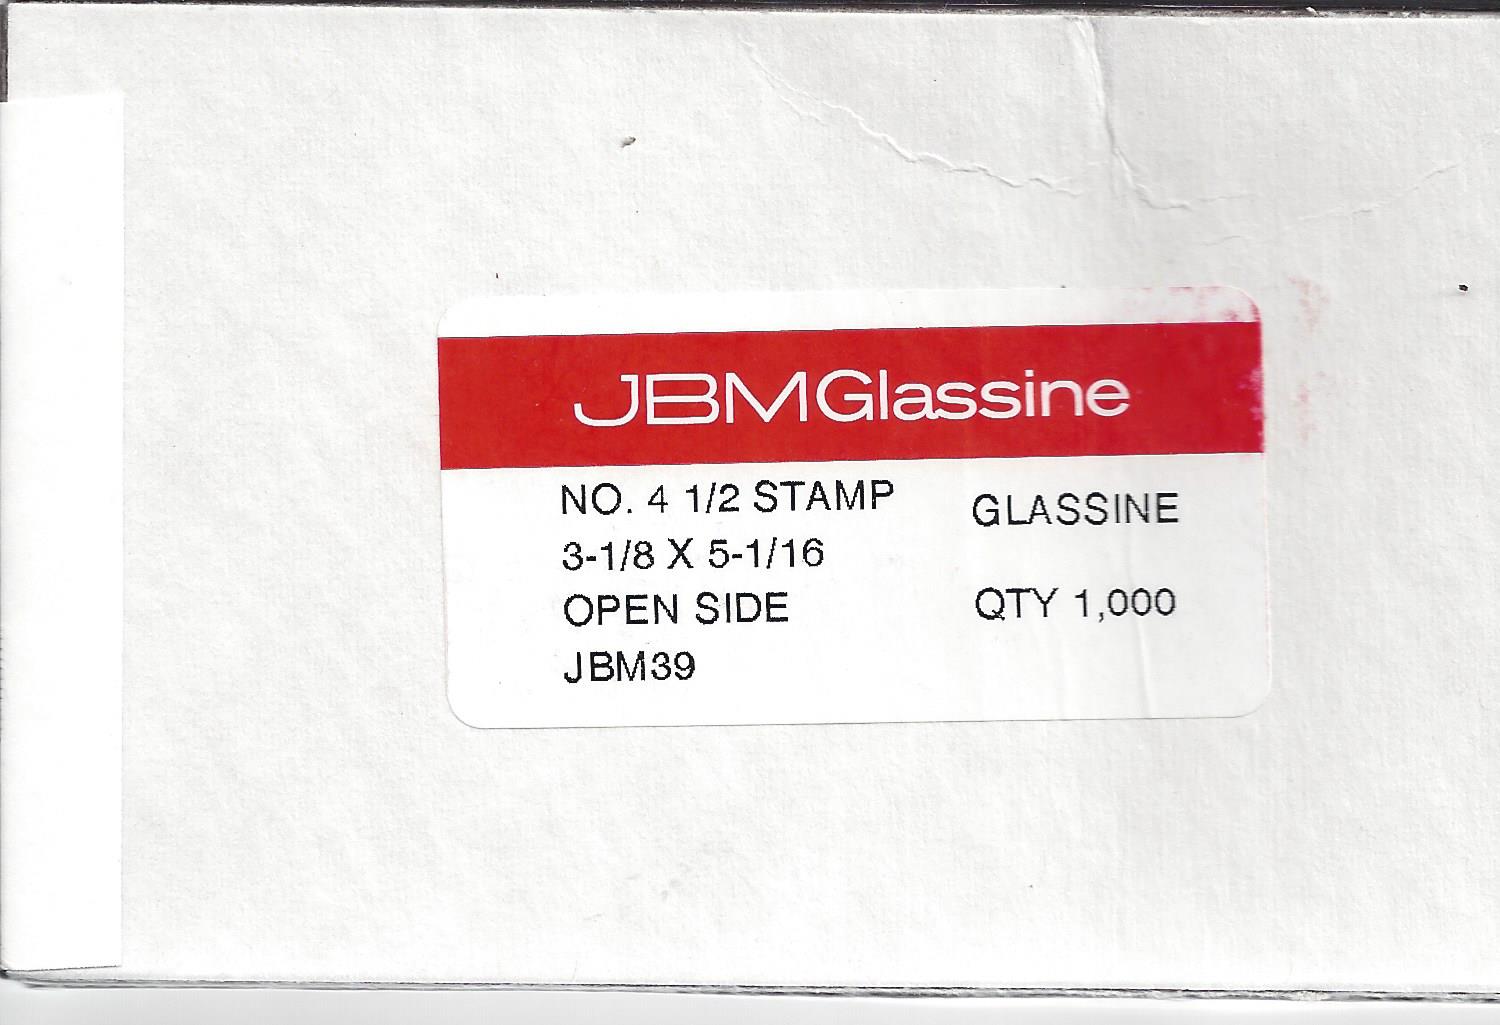 JBMGlassine
NO. 4 1/2 STAMP
3-1/8 X 5-1/16
OPEN SIDE
JBM39
GLASSINE
QTY 1,000